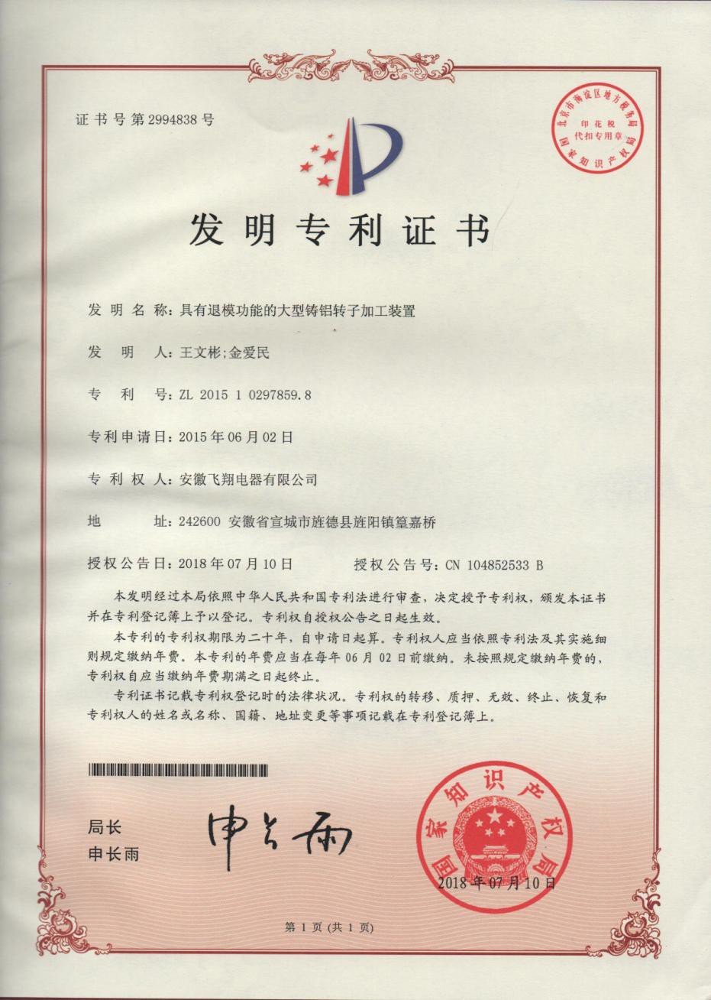 证书号第2994838号
北京市海淀区地方税务局
印花税
代扣专用章
国家知识产权局
发明专利证书
发明名称：具有退模功能的大型铸铝转子加工装置
发明人：王文彬;金爱民
专利号：ZL 2015 1 0297859.8
专利申请日：2015年06月02日
专利权人：安徽飞翔电器有限公司
地址：242600 安徽省宣城市旌德县旌阳镇篁嘉桥
授权公告日：2018年07月10日 授权公告号：CN 104852533 B
本发明经过本局依照中华人民共和国专利法进行审查，决定授予专利权，颁发本证书
并在专利登记簿上予以登记。专利权自授权公告之日起生效。
本专利的专利权期限为二十年，自申请日起算。专利权人应当依照专利法及其实施细
则规定缴纳年费。本专利的年费应当在每年06月02日前缴纳。未按照规定缴纳年费的，
专利权自应当缴纳年费期满之日起终止。
专利证书记载专利权登记时的法律状况。专利权的转移、质押、无效、终止、恢复和
专利权人的姓名或名称、国籍、地址变更等事项记载在专利登记簿上。
局长
申长雨
申长雨
国家知识产权局
2018年07月10日
第 1 页 (共 1 页)